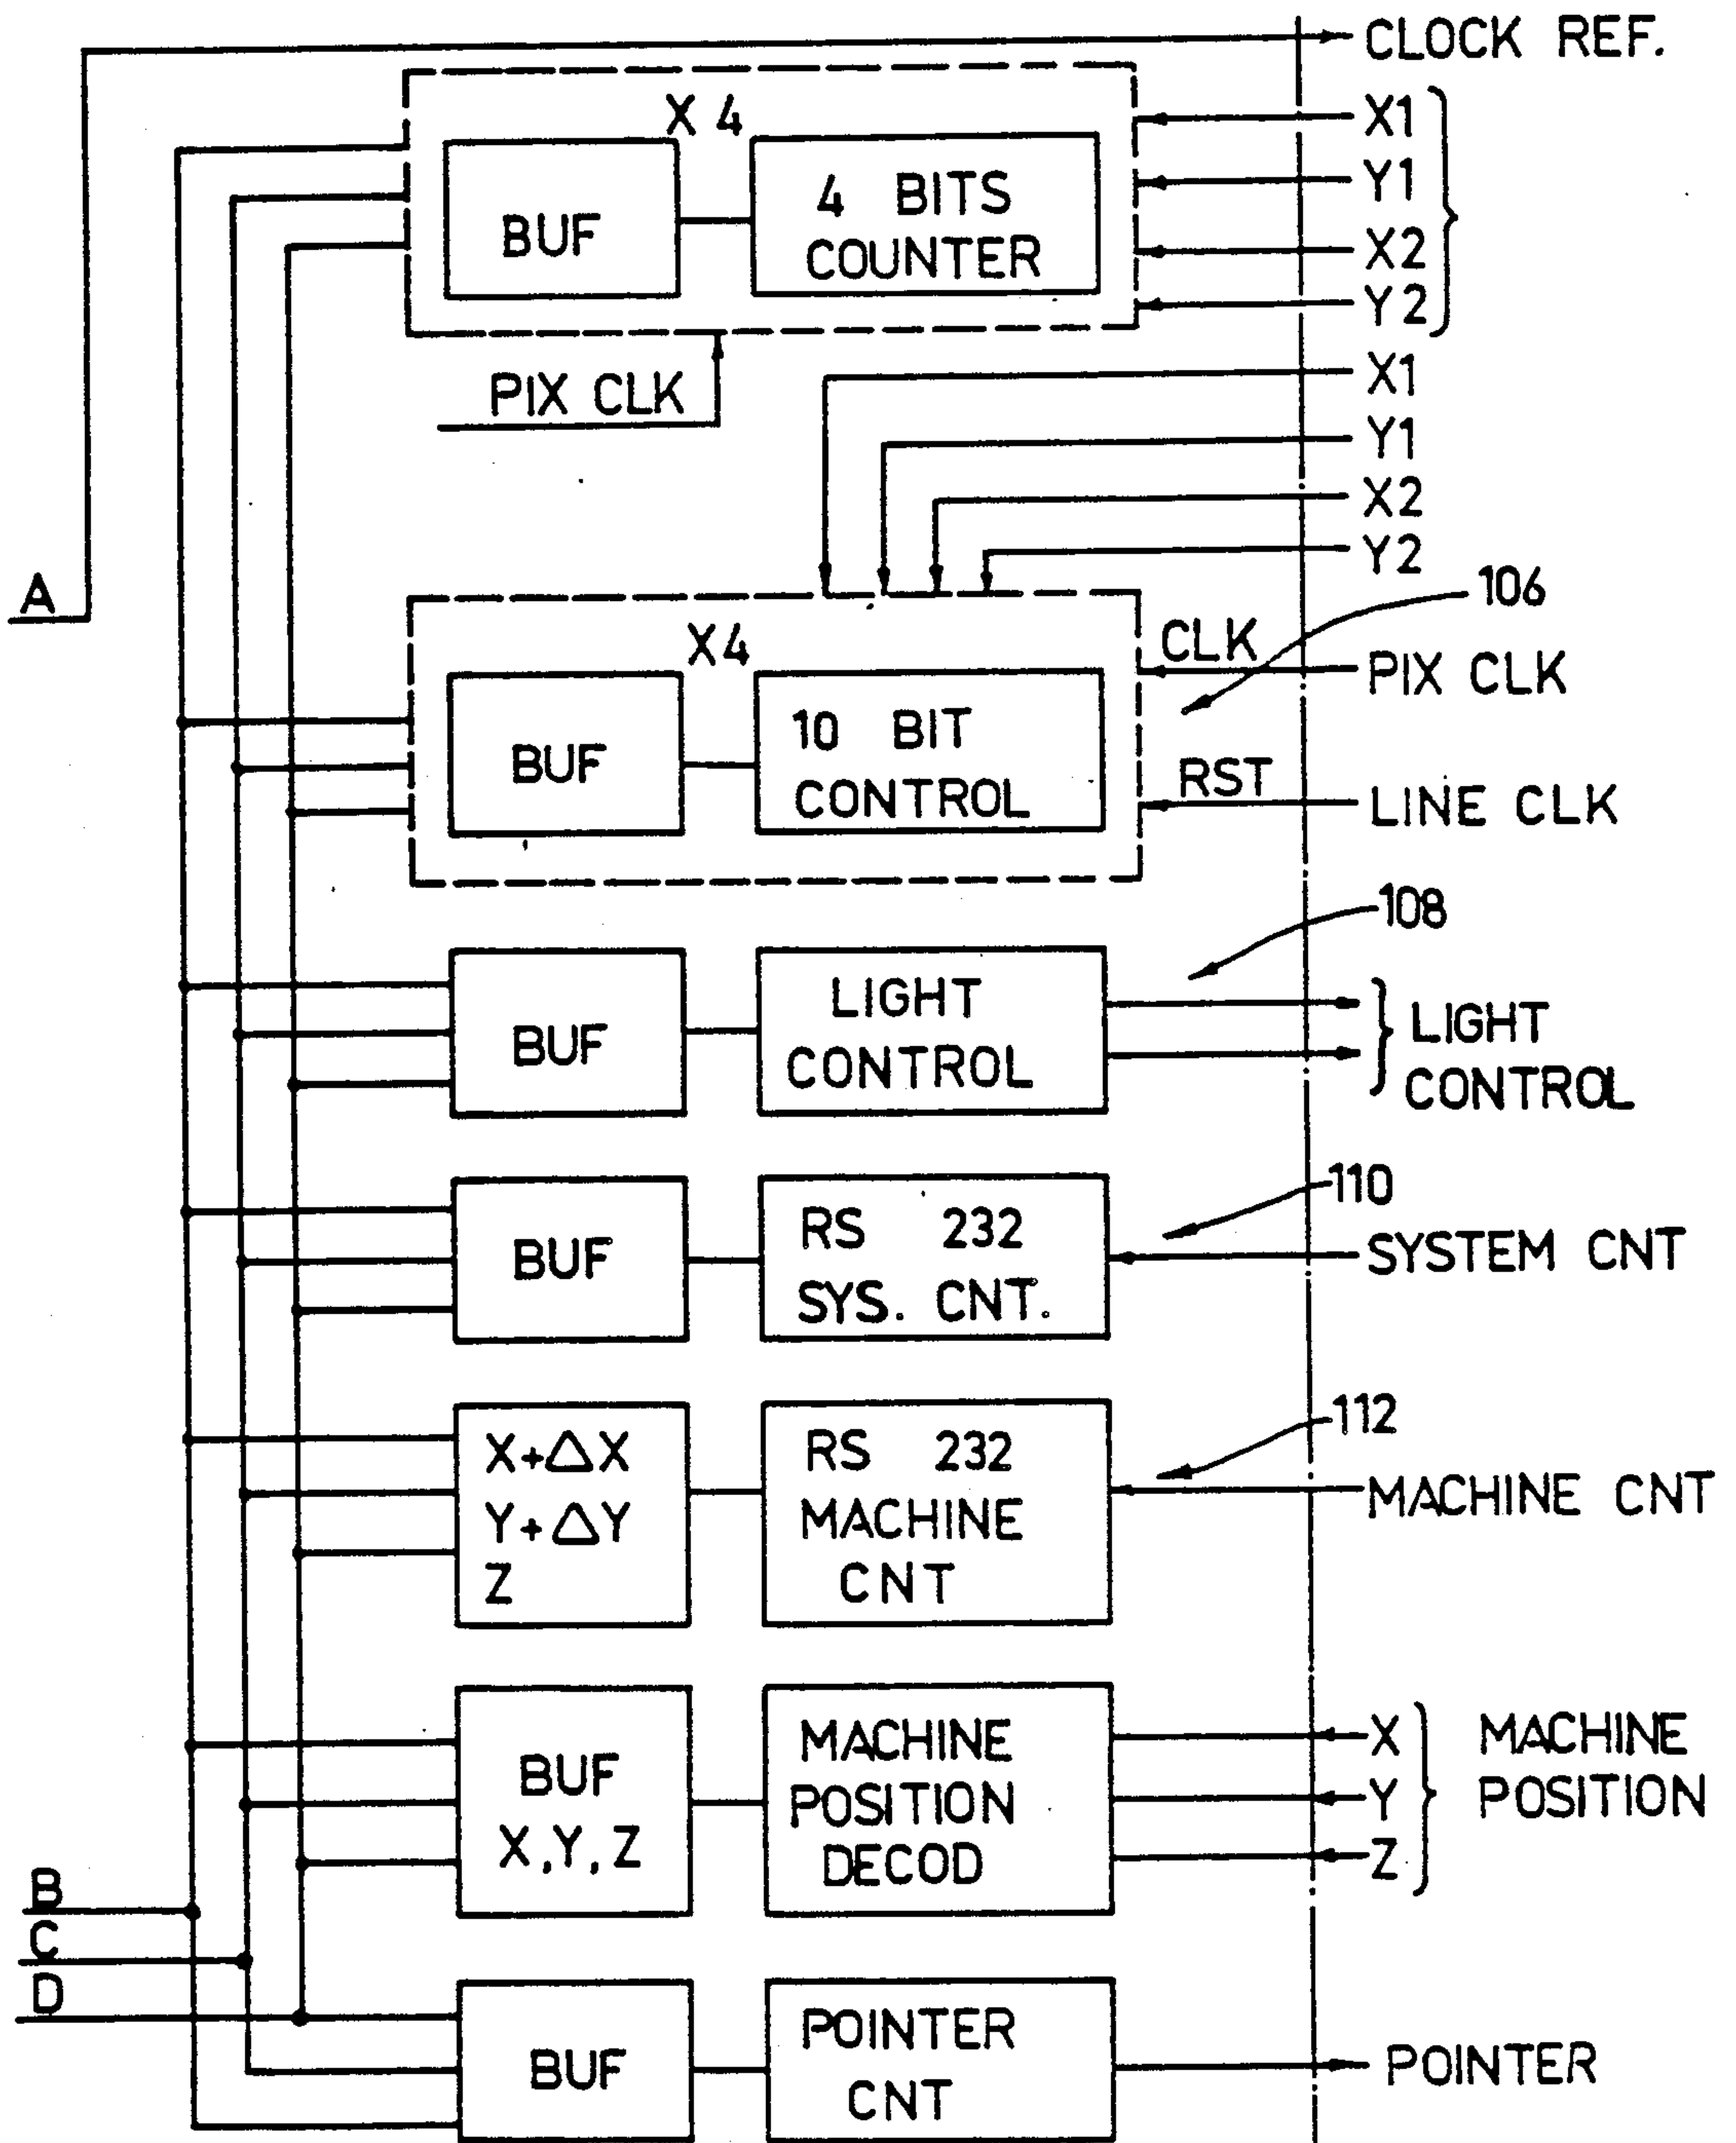 CLOCK REF.
X 4
BUF
4 BITS
COUNTER
X1
Y1
X2
Y2
PIX CLK
X1
Y1
X2
Y2
A
106
X4
BUF
10 BIT
CONTROL
CLK
PIX CLK
RST
LINE CLK
108
BUF
LIGHT
CONTROL
LIGHT
CONTROL
110
BUF
RS 232
SYS. CNT.
SYSTEM CNT
112
X+△X
Y+△Y
Z
RS 232
MACHINE
CNT
MACHINE CNT
BUF
X,Y,Z
MACHINE
POSITION
DECOD
X
Y
Z
MACHINE
POSITION
B
C
D
BUF
POINTER
CNT
POINTER